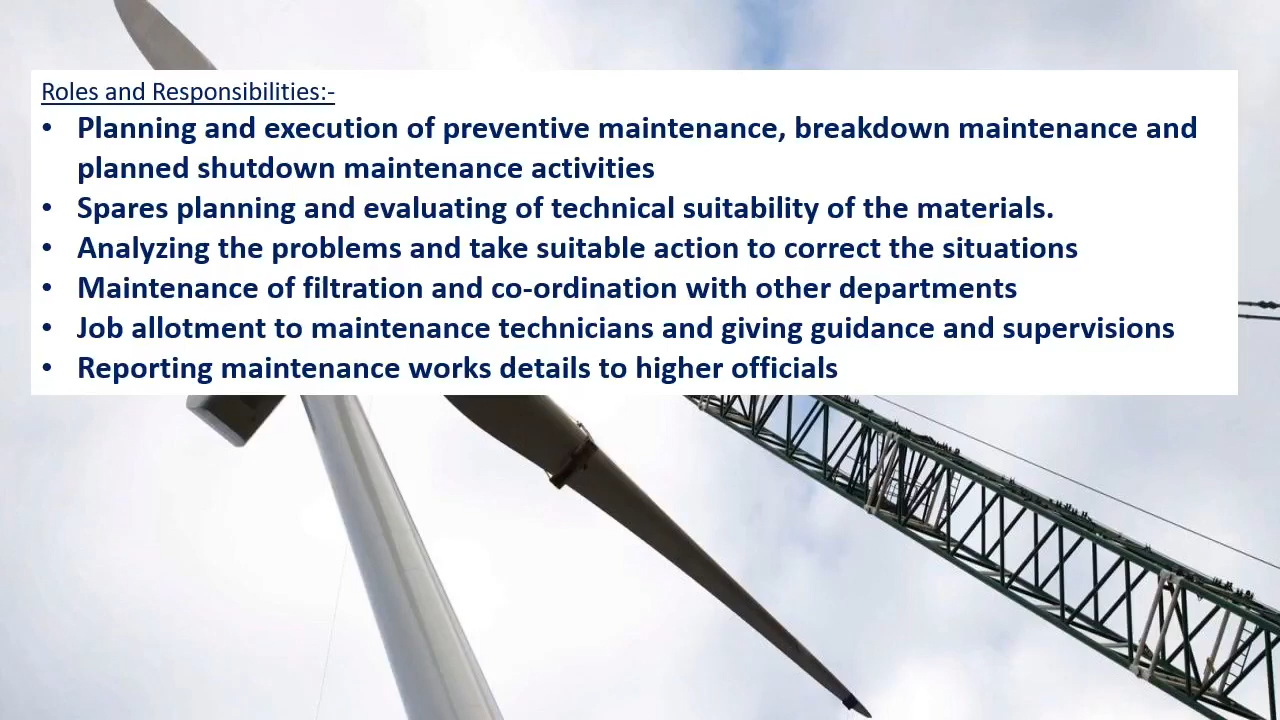 Roles and Responsibilities:-
• Planning and execution of preventive maintenance, breakdown maintenance and
planned shutdown maintenance activities
• Spares planning and evaluating of technical suitability of the materials.
• Analyzing the problems and take suitable action to correct the situations
• Maintenance of filtration and co-ordination with other departments
• Job allotment to maintenance technicians and giving guidance and supervisions
• Reporting maintenance works details to higher officials